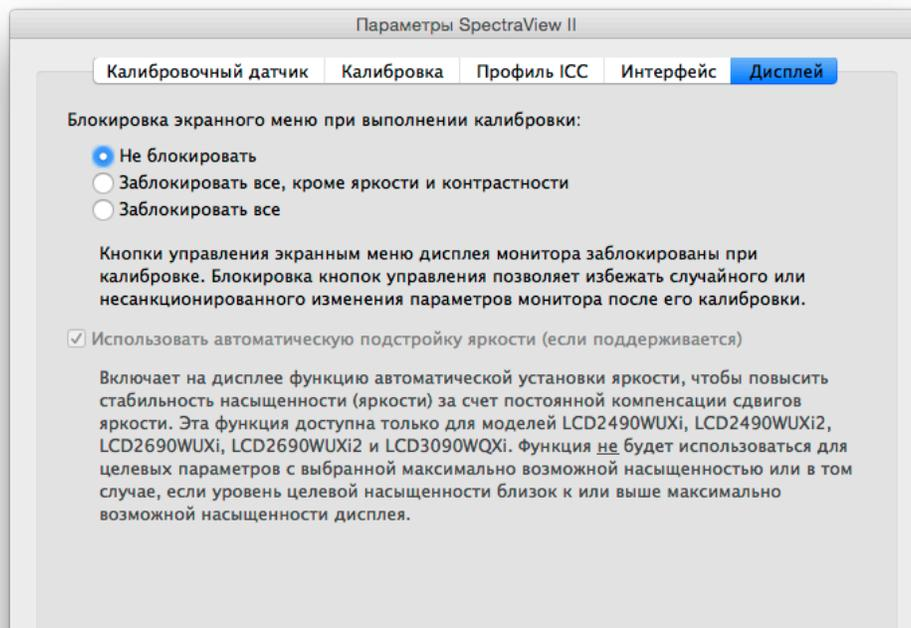 Параметры SpectraView II
Калибровочный датчик Калибровка Профиль ICC Интерфейс Дисплей
Блокировка экранного меню при выполнении калибровки:
Не блокировать
Заблокировать все, кроме яркости и контрастности
Заблокировать все
Кнопки управления экранным меню дисплея монитора заблокированы при
калибровке. Блокировка кнопок управления позволяет избежать случайного или
несанкционированного изменения параметров монитора после его калибровки.
Использовать автоматическую подстройку яркости (если поддерживается)
Включает на дисплее функцию автоматической установки яркости, чтобы повысить
стабильность насыщенности (яркости) за счет постоянной компенсации сдвигов
яркости. Эта функция доступна только для моделей LCD2490WUXi, LCD2490WUXi2,
LCD2690WUXi, LCD2690WUXi2 и LCD3090WQXi. Функция не будет использоваться для
целевых параметров с выбранной максимально возможной насыщенностью или в том
случае, если уровень целевой насыщенности близок к или выше максимально
возможной насыщенности дисплея.